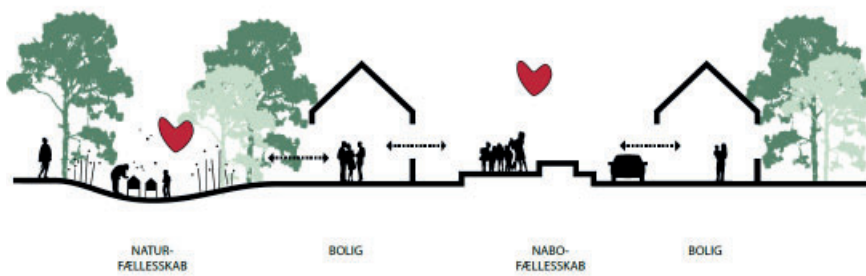 NATUR-
FÆLLESSKAB
BOLIG
NABO-
FÆLLESSKAB
BOLIG